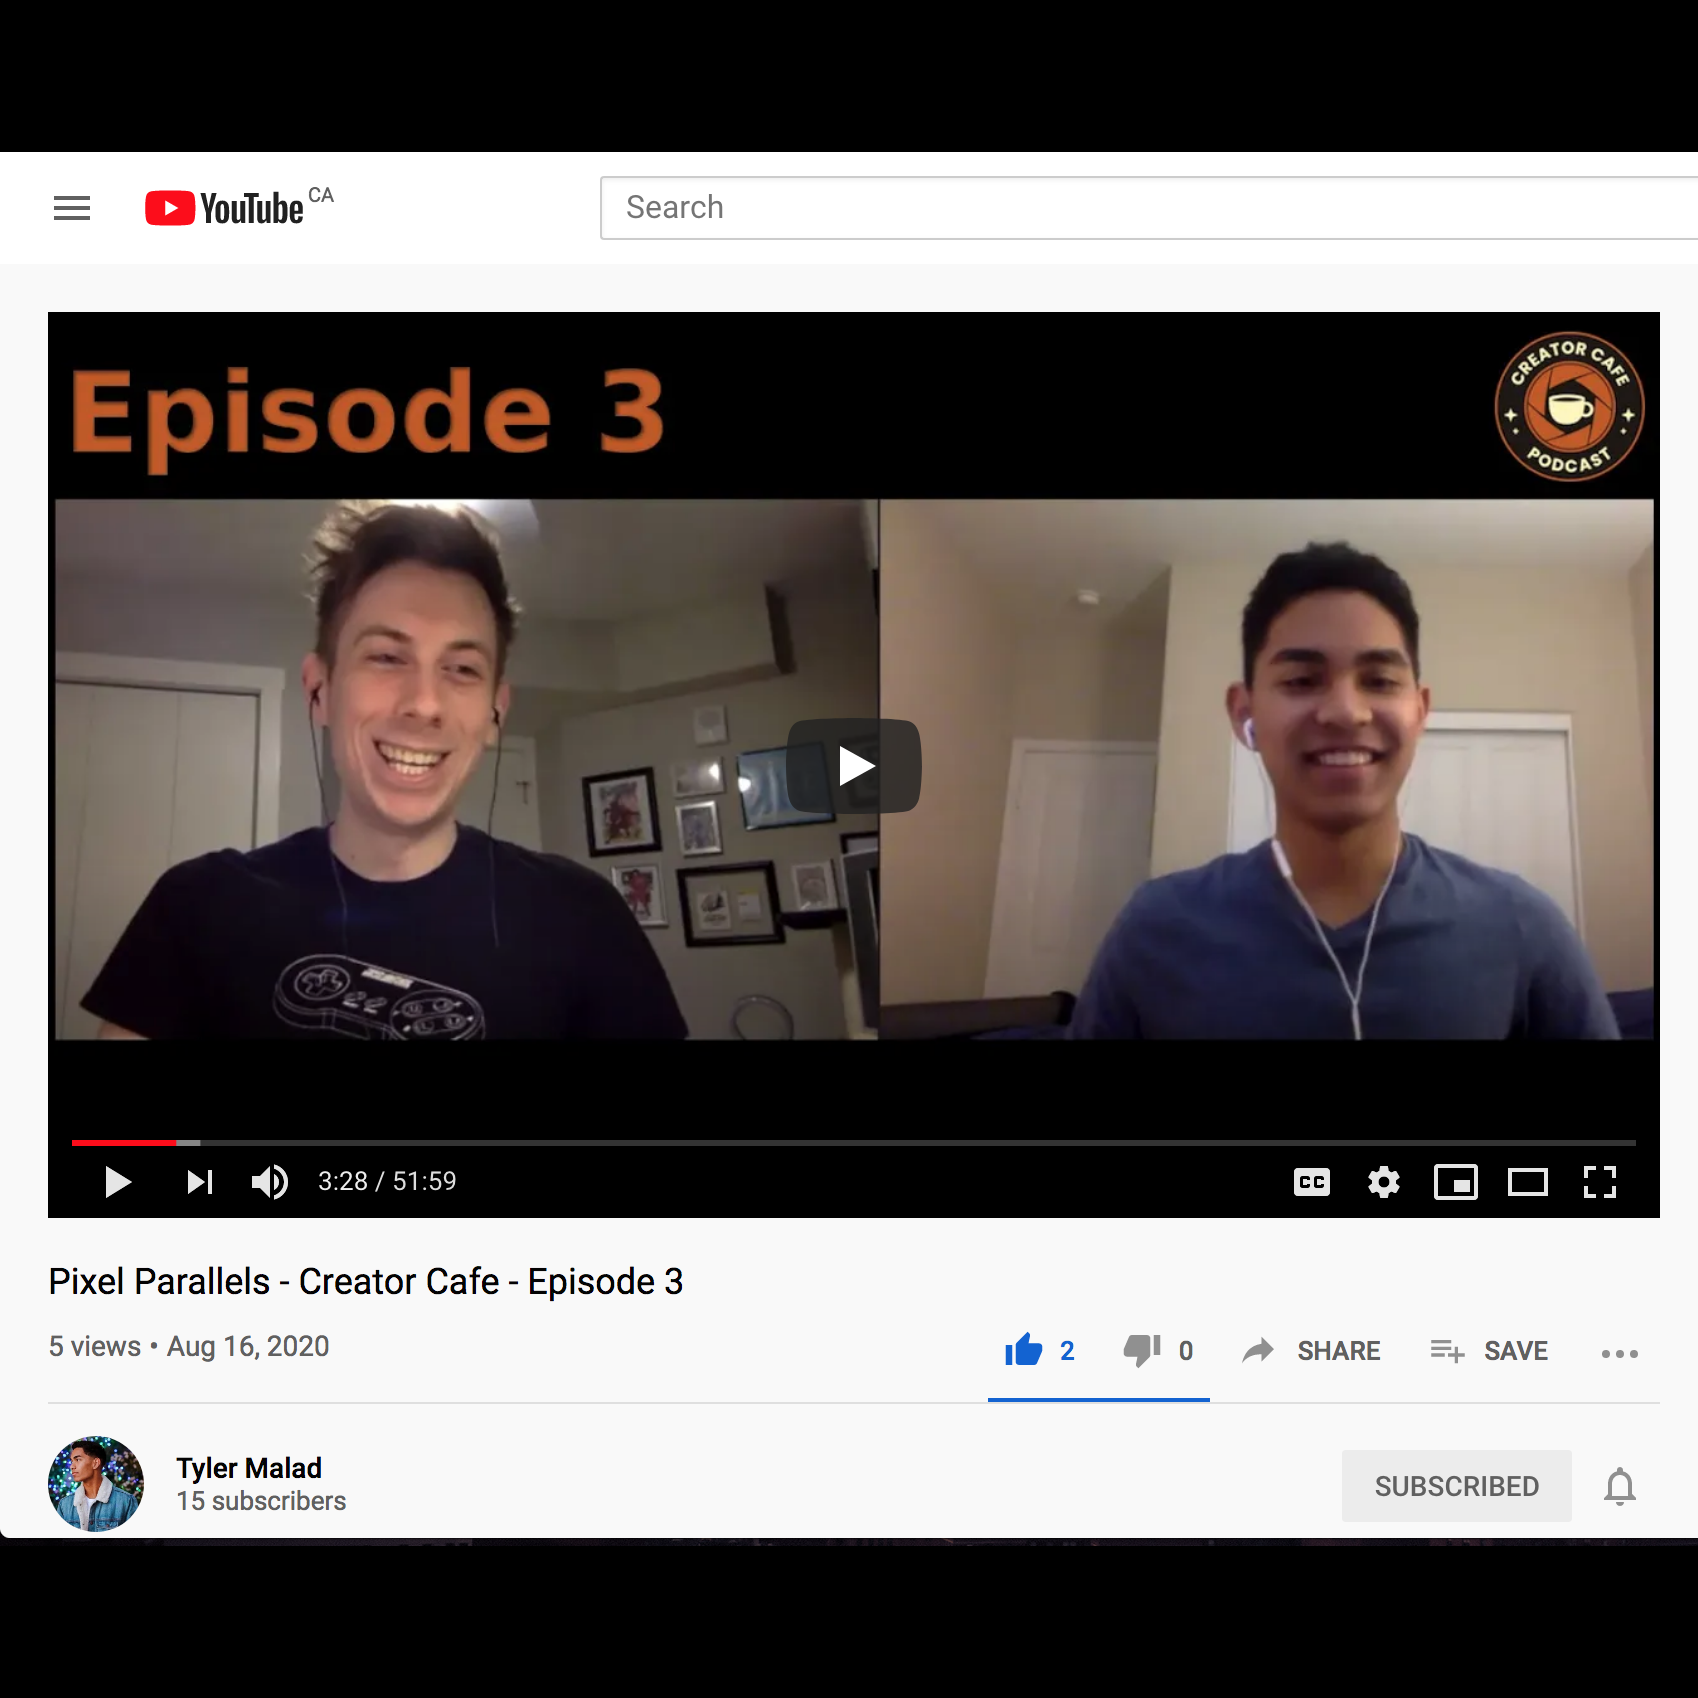 YouTube CA
Search
Episode 3
CREATOR CAFE
PODCAST
CC
3:28 / 51:59
Pixel Parallels - Creator Cafe - Episode 3
5 views • Aug 16, 2020
2
0
SHARE
SAVE
Tyler Malad
15 subscribers
SUBSCRIBED